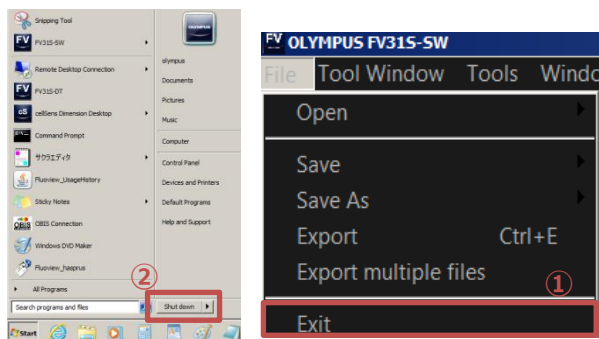 Snipping Tool
FV31S-SW
Remote Desktop Connection
FV31S-DT
cellSens Dimension Desktop
Command Prompt
サクラエディタ
Fluoview_UsageHistory
Sticky Notes
OBIS Connection
Windows DVD Maker
Fluoview_hasprus
All Programs
Search programs and files
Start
olympus
Documents
Pictures
Music
Computer
Control Panel
Devices and Printers
Default Programs
Help and Support
②
Shut down
FV OLYMPUS FV31S-SW
File Tool Window Tools
Open
Save
Save As
Export Ctrl+E
Export multiple files
①
Exit